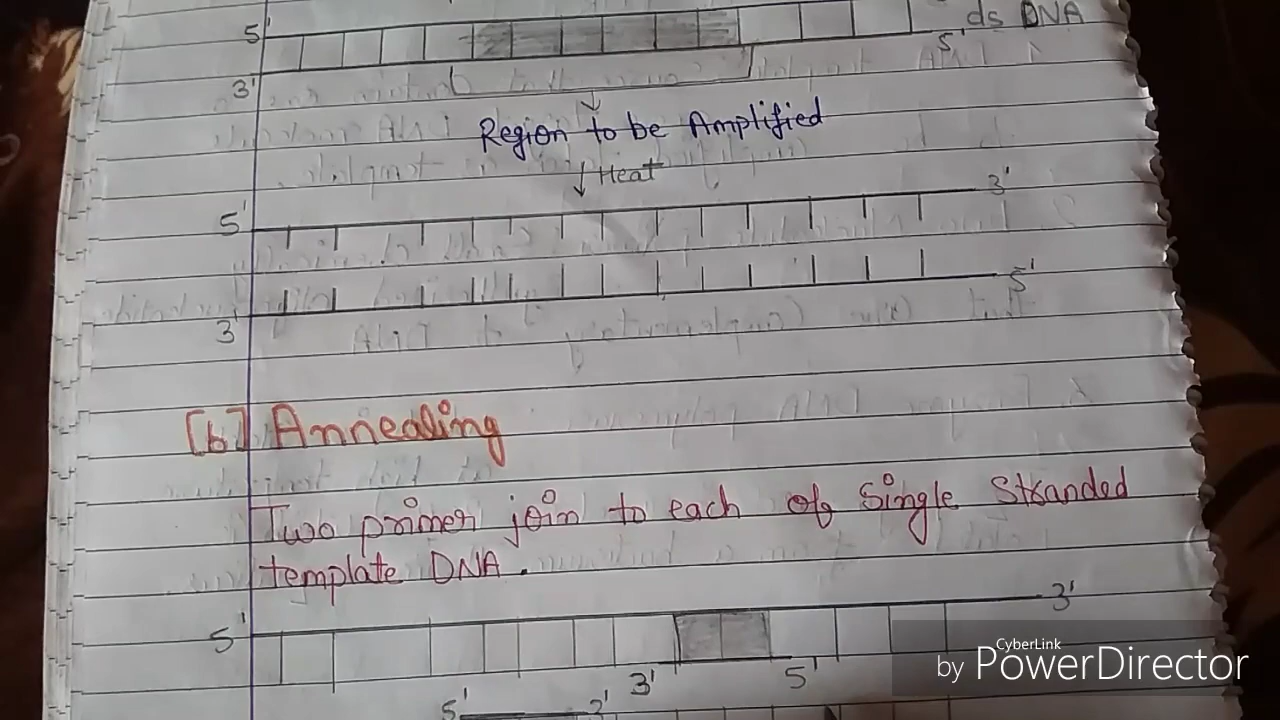 ds DNA
5'
5'
3'
Region to be Amplified
Heat
3'
5'
5'
3'
[b] Annealing
Two primer join to each of Single Stranded
template DNA.
3'
5'
3' 5'
5' 3'
CyberLink
by PowerDirector